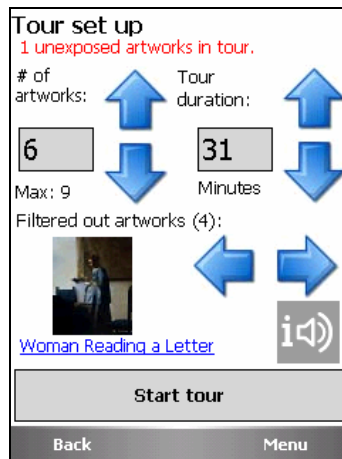 Tour set up
1 unexposed artworks in tour.
# of artworks:
Tour duration:
6
31
Max: 9
Minutes
Filtered out artworks (4):
Woman Reading a Letter
i
Start tour
Back
Menu